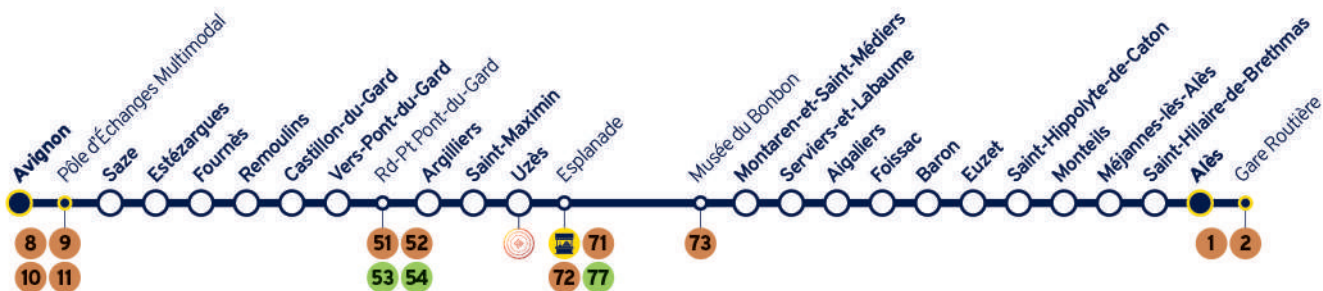 Avignon
Pôle d'Échanges Multimodal
Saze
Estézargues
Fournès
Remoulins
Castillon-du-Gard
Vers-Pont-du-Gard
Rd-Pt Pont-du-Gard
Argilliers
Saint-Maximin
Uzès
Esplanade
Musée du Bonbon
Montaren-et-Saint-Médiers
Serviers-et-Labaume
Aigaliers
Foissac
Baron
Euzet
Saint-Hippolyte-de-Caton
Monteils
Méjannes-lès-Alès
Saint-Hilaire-de-Brethmas
Alès
Gare Routière
8 9 51 52 71 73 1 2
10 11 53 54 72 77